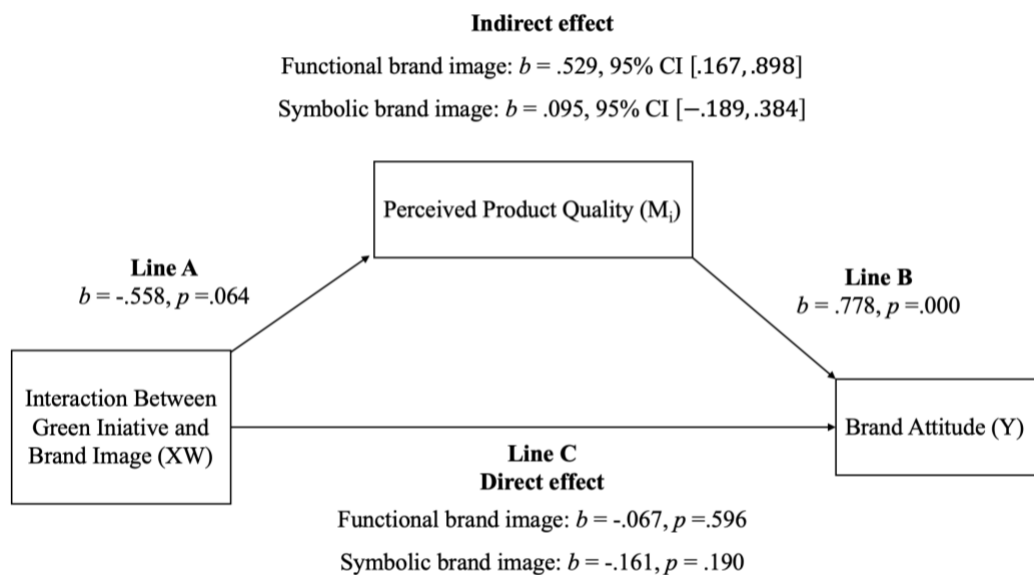 Indirect effect
Functional brand image: b = .529, 95% CI [.167, .898]
Symbolic brand image: b = .095, 95% CI [−.189, .384]
Perceived Product Quality (Mi)
Line A
b = -.558, p =.064
Line B
b = .778, p =.000
Interaction Between
Green Iniative and
Brand Image (XW)
Brand Attitude (Y)
Line C
Direct effect
Functional brand image: b = -.067, p =.596
Symbolic brand image: b = -.161, p = .190